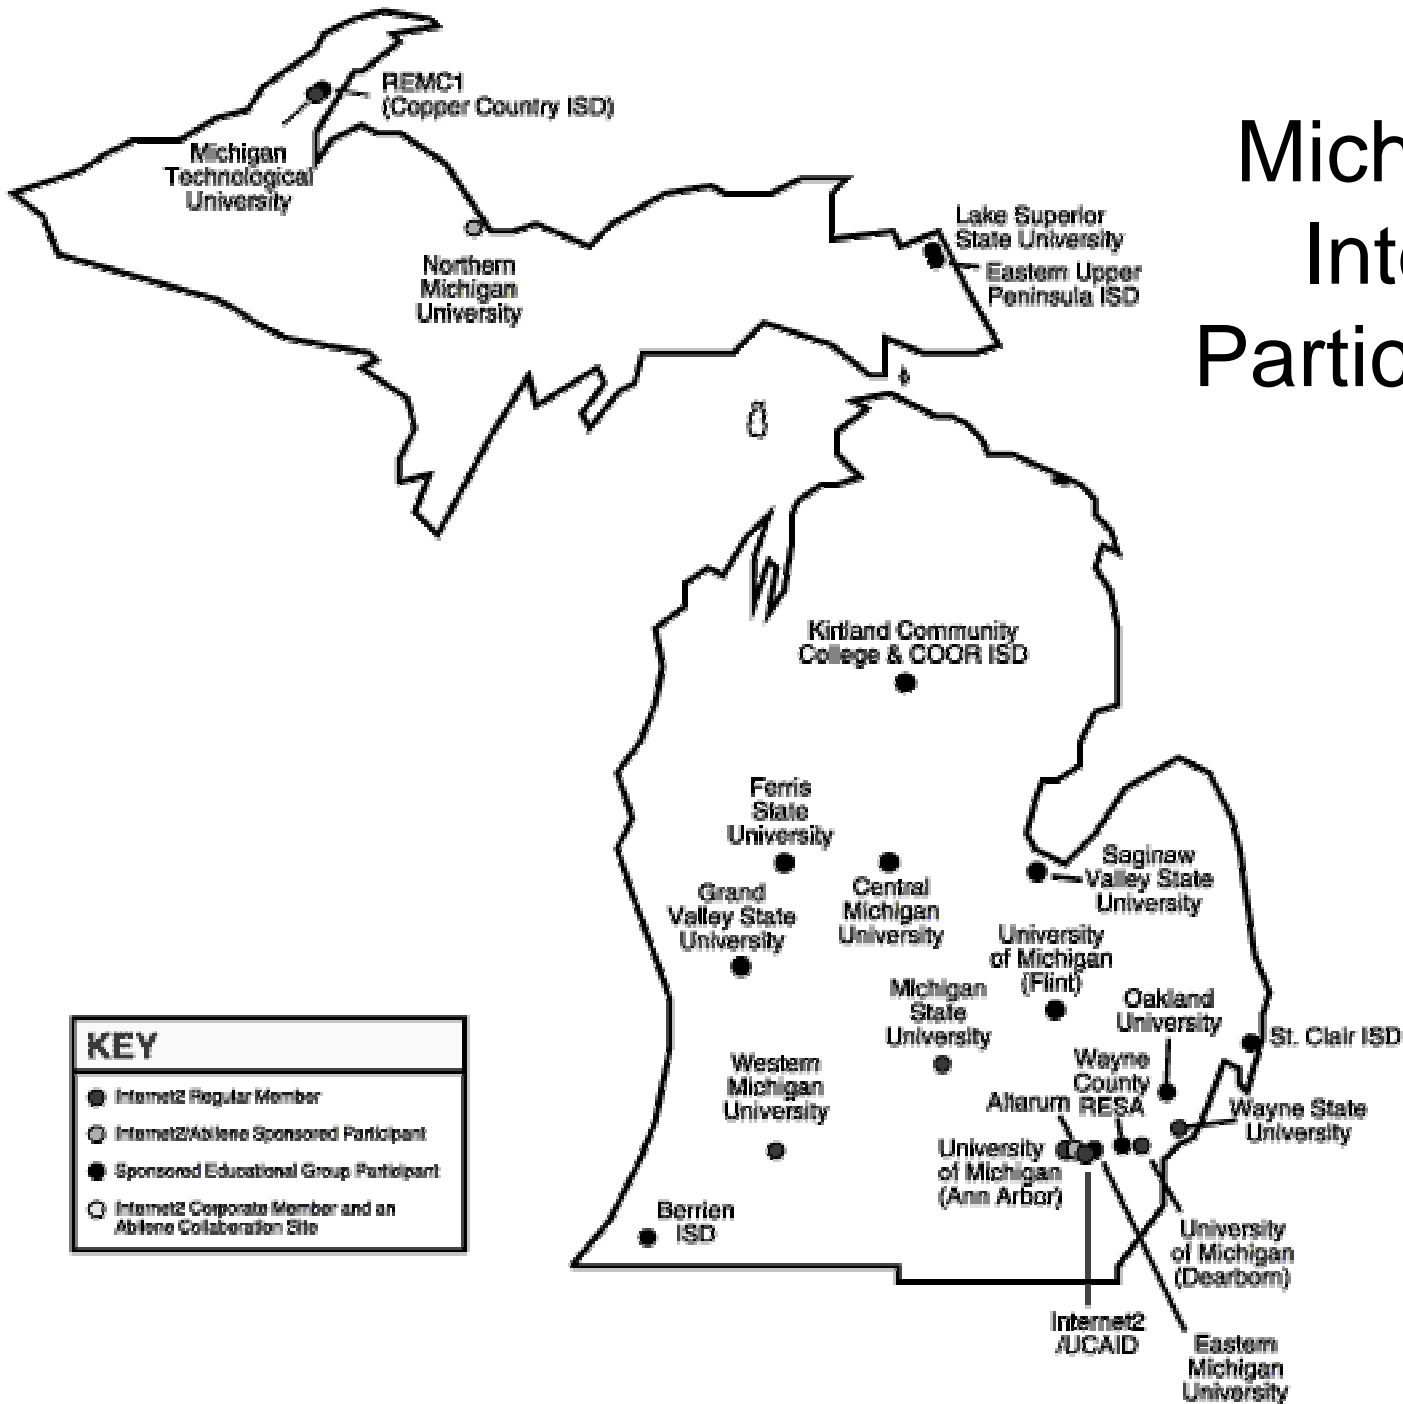 Mich
Inte
Partic
REMC1
(Copper Country ISD)
Michigan
Technological
University
Northern
Michigan
University
Lake Superior
State University
Eastern Upper
Peninsula ISD
Kirtland Community
College & COOR ISD
Ferris
State
University
Grand
Valley State
University
Central
Michigan
University
Saginaw
Valley State
University
University
of Michigan
(Flint)
Michigan
State
University
Oakland
University
St. Clair ISD
Western
Michigan
University
Wayne
County
RESA
Altarum
Wayne State
University
University
of Michigan
(Ann Arbor)
Berrien
ISD
University
of Michigan
(Dearborn)
Internet2
/UCAID
Eastern
Michigan
University
KEY
Internet2 Regular Member
Internet2/Abilene Sponsored Participant
Sponsored Educational Group Participant
Internet2 Corporate Member and an
Abilene Collaboration Site